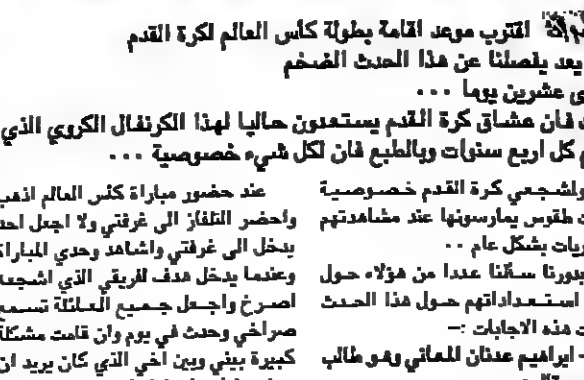 اقترب موعد اقامة بطولة كأس العالم لكرة القدم
يعد يفصلنا عن هذا الحدث الضخم
عشرين يوما ...
فان عشاق كرة القدم يستعدون حاليا لهذا الكرنفال الكروي الذي
كل اربع سنوات وبالطبع فان لكل شيء خصوصية ...
ولشجعي كرة القدم خصوصية
طقوس يمارسونها عند مشاهدتهم
بشكل عام ..
بدورنا سألنا عددا من هؤلاء حول
استعداداتهم حول هذا الحدث
هذه الاجابات :-
ابراهيم عدنان المعاني وهو طالب
عند حضور مباراة كأس العالم اذهب
وأحضر التلفاز الى غرفتي ولا اجعل احد
يدخل الى غرفتي واشاهد وحدي المباراة
وعندما يدخل هدف لفريقي الذي اشجعه
اصرخ واجعل جميع العائلة تسمع
صراخي وحدث في يوم وان قامت مشكلة
كبيرة بيني وبين اخي الذي كان يريد ان